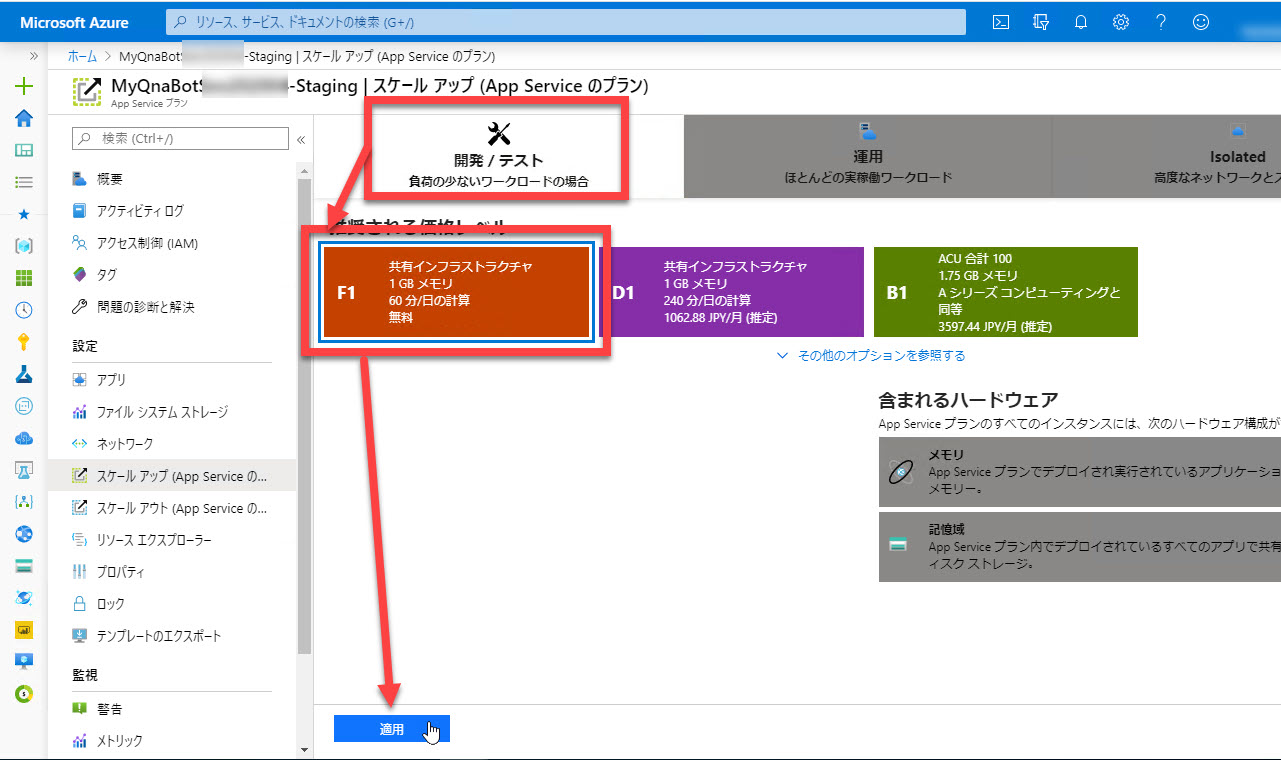 Microsoft Azure
リソース、サービス、ドキュメントの検索 (G+/)
ホーム > MyQnaBot -Staging | スケール アップ (App Service のプラン)
MyQnaBot -Staging | スケール アップ (App Service のプラン)
App Service プラン
検索 (Ctrl+/)
概要
アクティビティ ログ
アクセス制御 (IAM)
タグ
問題の診断と解決
設定
アプリ
ファイル システム ストレージ
ネットワーク
スケール アップ (App Service の...
スケール アウト (App Service の...
リソース エクスプローラー
プロパティ
ロック
テンプレートのエクスポート
監視
警告
メトリック
開発 / テスト
負荷の少ないワークロードの場合
運用
ほとんどの実稼働ワークロード
Isolated
高度なネットワークとス
推奨される価格レベル
F1
共有インフラストラクチャ
1 GB メモリ
60 分/日の計算
無料
D1
共有インフラストラクチャ
1 GB メモリ
240 分/日の計算
1062.88 JPY/月 (推定)
B1
ACU 合計 100
1.75 GB メモリ
A シリーズ コンピューティングと
同等
3597.44 JPY/月 (推定)
その他のオプションを参照する
含まれるハードウェア
App Service プランのすべてのインスタンスには、次のハードウェア構成が
メモリ
App Service プランでデプロイされ実行されているアプリケーショ
メモリー。
記憶域
App Service プラン内でデプロイされているすべてのアプリで共有
ィスク ストレージ。
適用